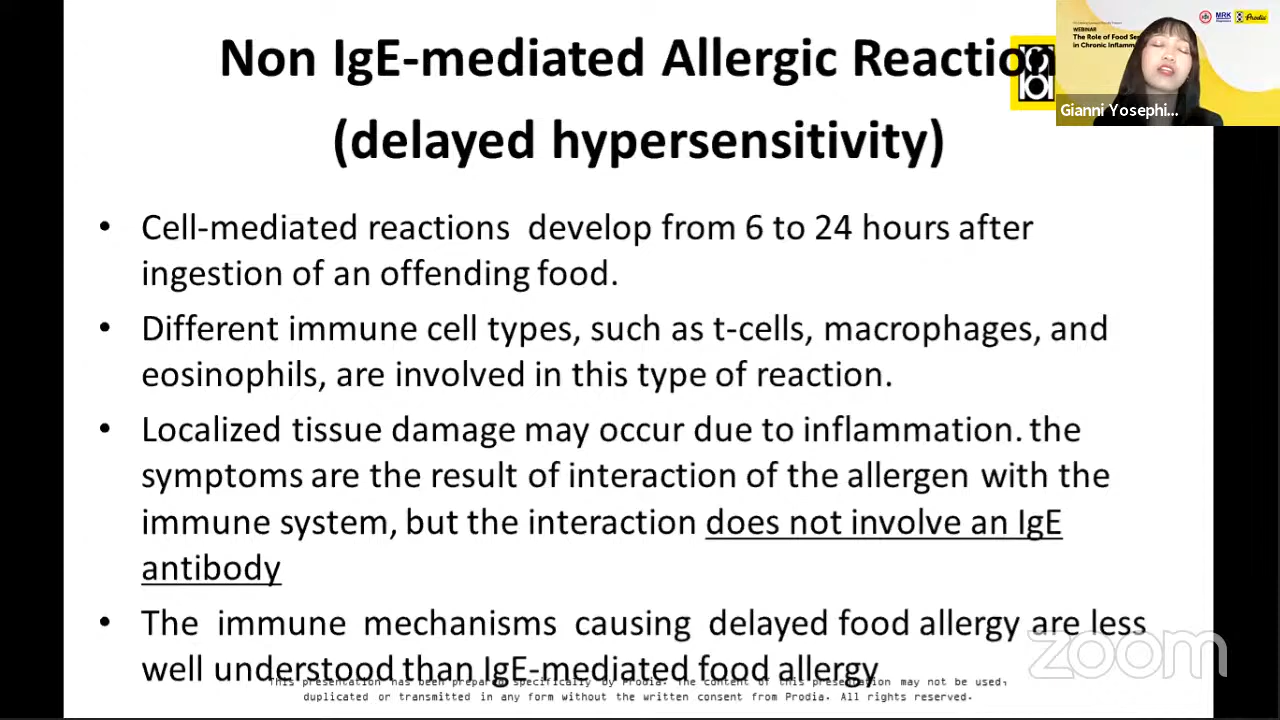 Non IgE-mediated Allergic Reaction
(delayed hypersensitivity)
WEBINAR
The Role of Food Sen
in Chronic Inflamm
MRK
Prodia
Gianni Yosephi...
• Cell-mediated reactions develop from 6 to 24 hours after
ingestion of an offending food.
• Different immune cell types, such as t-cells, macrophages, and
eosinophils, are involved in this type of reaction.
• Localized tissue damage may occur due to inflammation. the
symptoms are the result of interaction of the allergen with the
immune system, but the interaction does not involve an IgE
antibody
• The immune mechanisms causing delayed food allergy are less
well understood than IgE-mediated food allergy
This presentation has been prepared specifically by Prodia. The content of this presentation may not be used,
duplicated or transmitted in any form without the written consent from Prodia. All rights reserved.
zoom